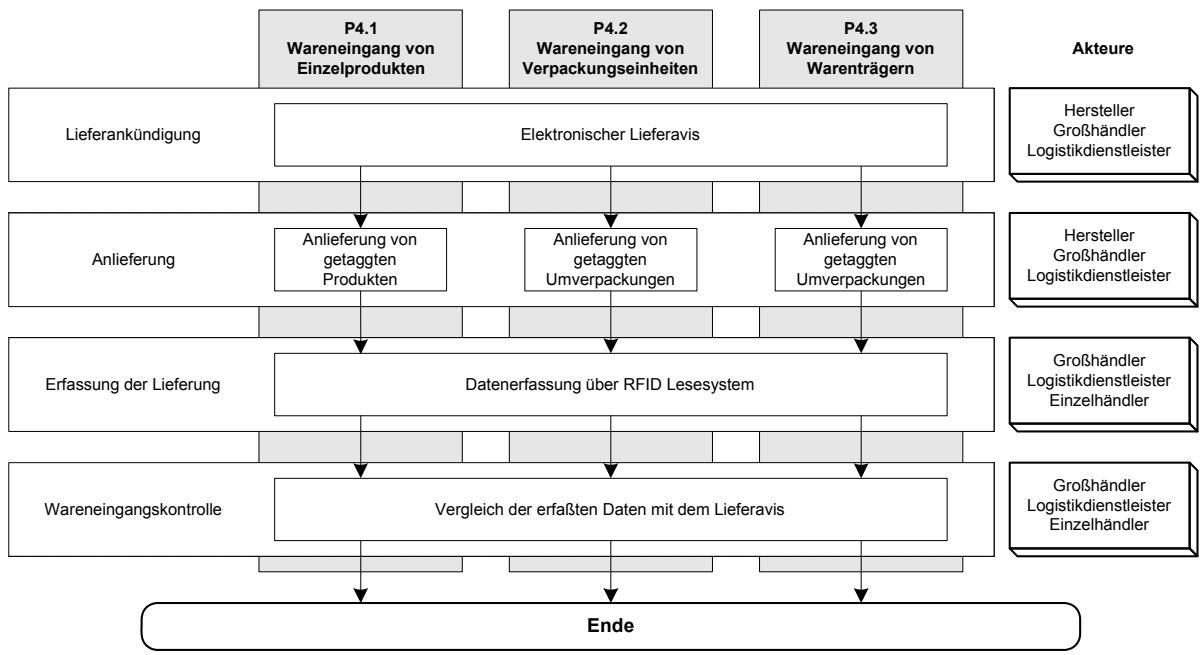 P4.1
Wareneingang von
Einzelprodukten
P4.2
Wareneingang von
Verpackungseinheiten
P4.3
Wareneingang von
Warenträgern
Akteure
Lieferankündigung
Elektronischer Lieferavis
Hersteller
Großhändler
Logistikdienstleister
Anlieferung
Anlieferung von
getaggten
Produkten
Anlieferung von
getaggten
Umverpackungen
Anlieferung von
getaggten
Umverpackungen
Hersteller
Großhändler
Logistikdienstleister
Erfassung der Lieferung
Datenerfassung über RFID Lesesystem
Großhändler
Logistikdienstleister
Einzelhändler
Wareneingangskontrolle
Vergleich der erfaßten Daten mit dem Lieferavis
Großhändler
Logistikdienstleister
Einzelhändler
Ende